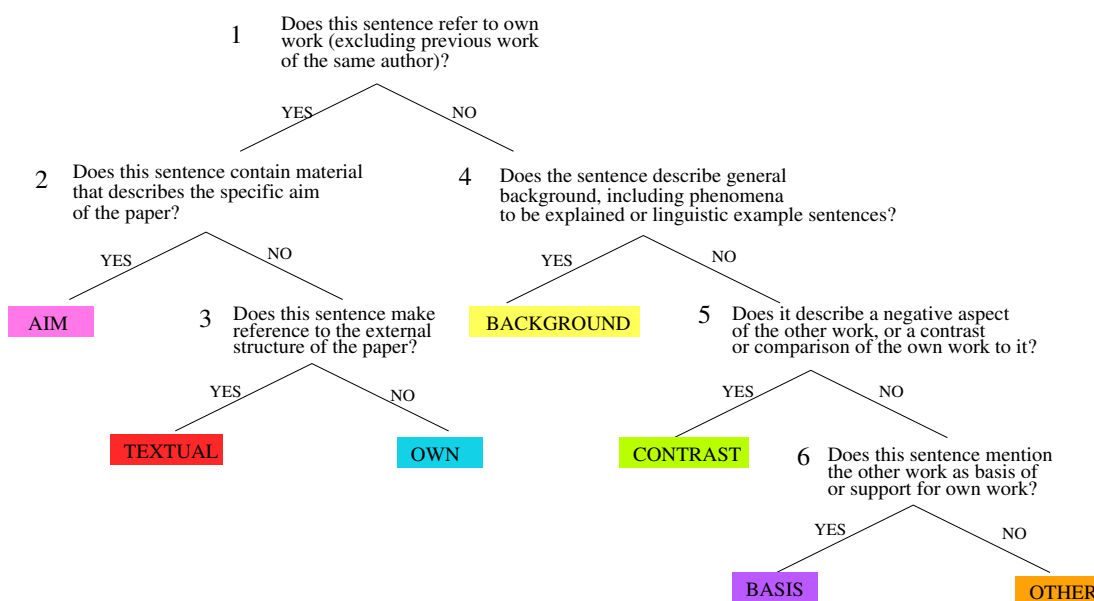 1
Does this sentence refer to own
work (excluding previous work
of the same author)?
YES
NO
2
Does this sentence contain material
that describes the specific aim
of the paper?
4
Does the sentence describe general
background, including phenomena
to be explained or linguistic example sentences?
YES
NO
YES
NO
AIM
3
Does this sentence make
reference to the external
structure of the paper?
BACKGROUND
5
Does it describe a negative aspect
of the other work, or a contrast
or comparison of the own work to it?
YES
NO
YES
NO
TEXTUAL
OWN
CONTRAST
6
Does this sentence mention
the other work as basis of
or support for own work?
YES
NO
BASIS
OTHER